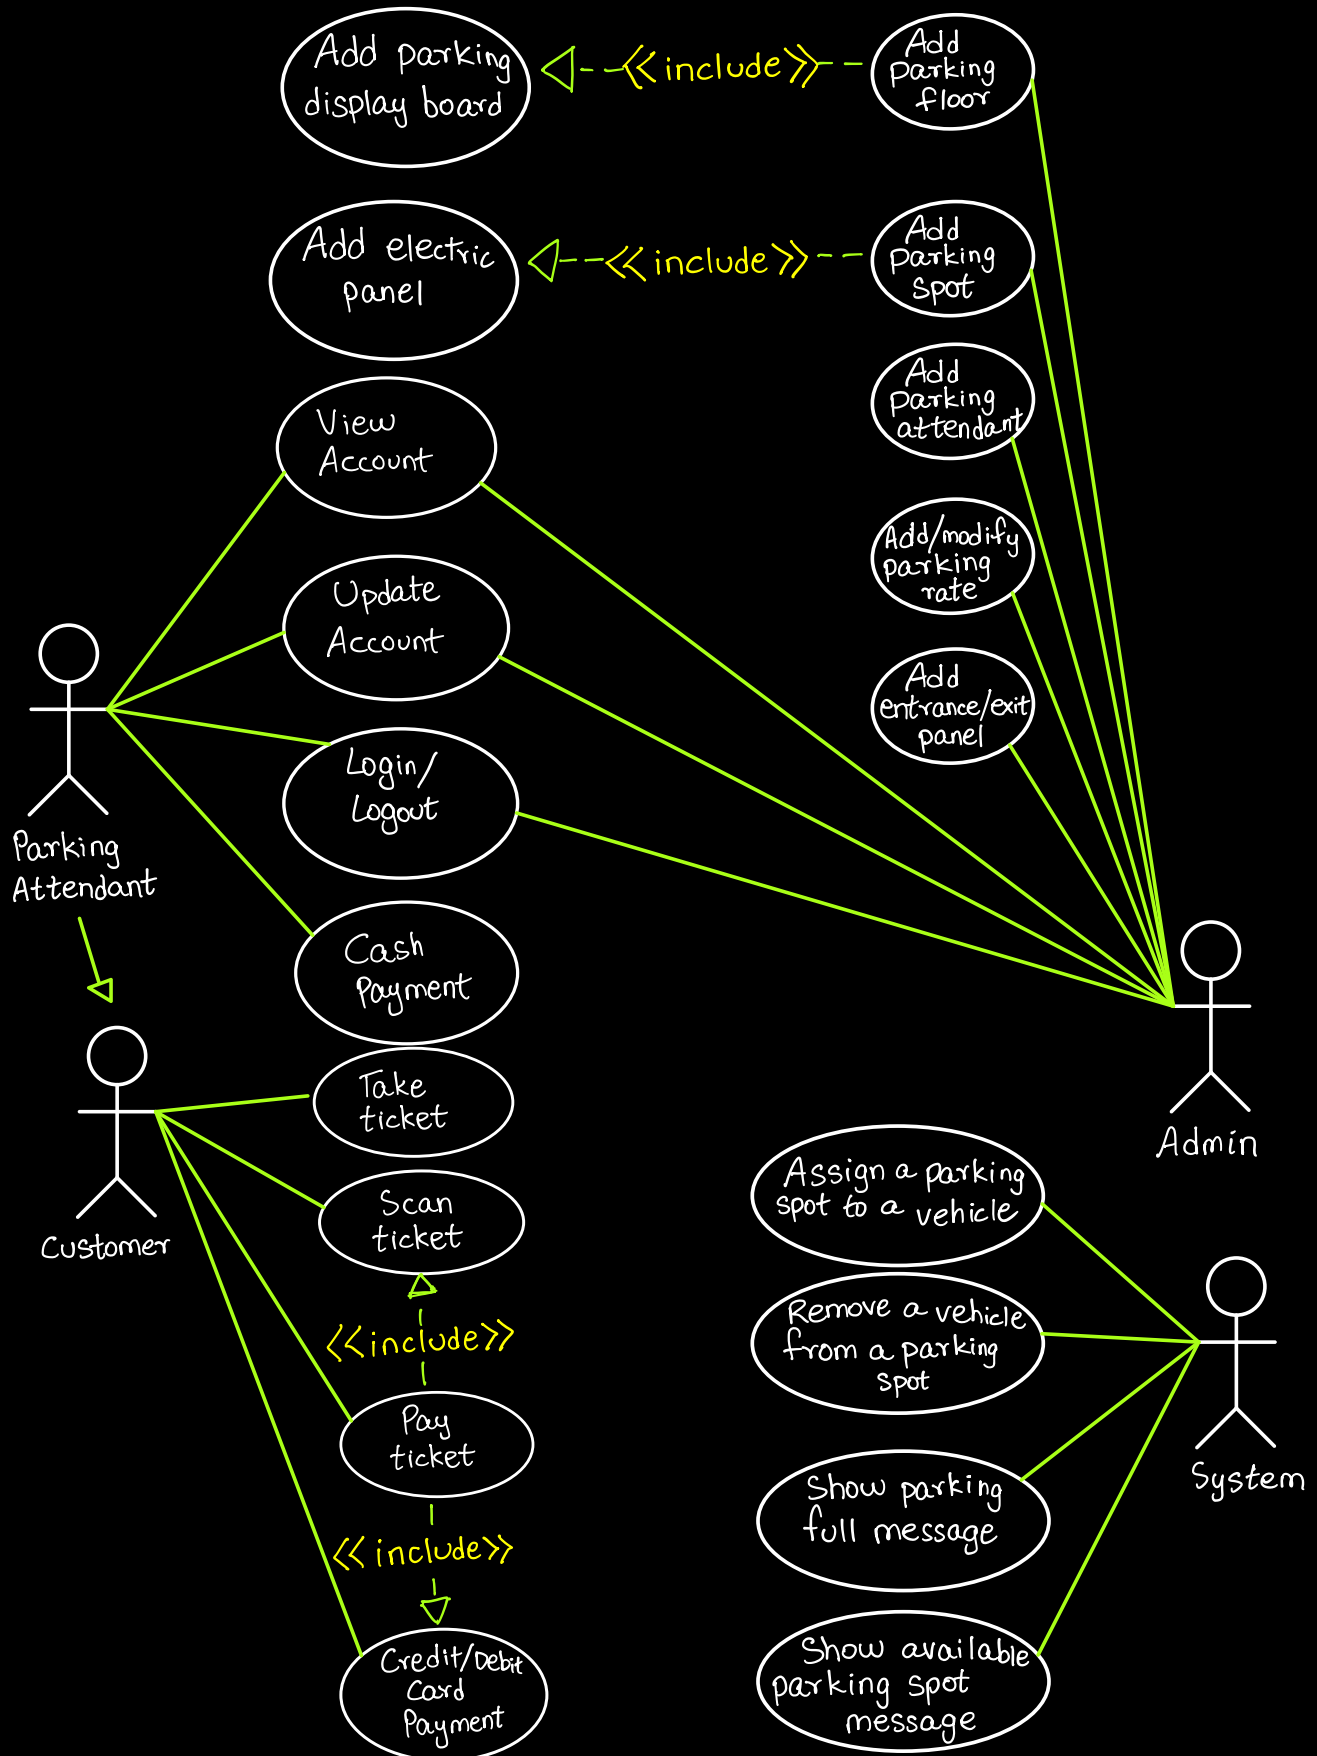 Add parking
display board
<<include>>
Add
parking
floor
Add electric
panel
<<include>>
Add
parking
spot
View
Account
Add
parking
attendant
Update
Account
Add/modify
parking
rate
Login/
Logout
Add
entrance/exit
panel
Parking
Attendant
Cash
Payment
Take
ticket
Admin
Scan
ticket
Customer
Assign a parking
spot to a vehicle
<<include>>
Remove a vehicle
from a parking
spot
Pay
ticket
System
Show parking
full message
<<include>>
Credit/Debit
Card
Payment
Show available
parking spot
message